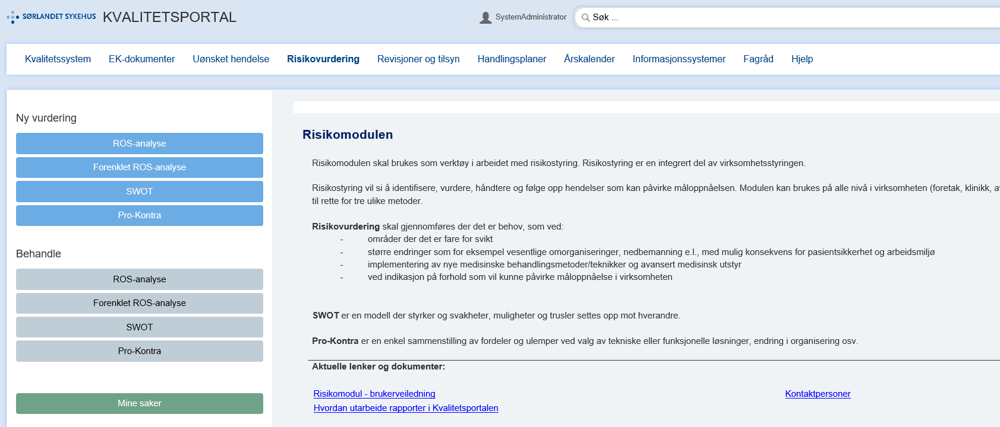 SØRLANDET SYKEHUS KVALITETSPORTAL
SystemAdministrator
Søk ...
Kvalitetssystem EK-dokumenter Uønsket hendelse Risikovurdering Revisjoner og tilsyn Handlingsplaner Årskalender Informasjonssystemer Fagråd Hjelp
Ny vurdering
ROS-analyse
Forenklet ROS-analyse
SWOT
Pro-Kontra
Behandle
ROS-analyse
Forenklet ROS-analyse
SWOT
Pro-Kontra
Mine saker
Risikomodulen
Risikomodulen skal brukes som verktøy i arbeidet med risikostyring. Risikostyring er en integrert del av virksomhetsstyringen.
Risikostyring vil si å identifisere, vurdere, håndtere og følge opp hendelser som kan påvirke måloppnåelsen. Modulen kan brukes på alle nivå i virksomheten (foretak, klinikk,
til rette for tre ulike metoder.
Risikovurdering skal gjennomføres der det er behov, som ved:
- områder der det er fare for svikt
- større endringer som for eksempel vesentlige omorganiseringer, nedbemanning e.l., med mulig konsekvens for pasientsikkerhet og arbeidsmiljø
- implementering av nye medisinske behandlingsmetoder/teknikker og avansert medisinsk utstyr
- ved indikasjon på forhold som vil kunne påvirke måloppnåelse i virksomheten
SWOT er en modell der styrker og svakheter, muligheter og trusler settes opp mot hverandre.
Pro-Kontra er en enkel sammenstilling av fordeler og ulemper ved valg av tekniske eller funksjonelle løsninger, endring i organisering osv.
Aktuelle lenker og dokumenter:
Risikomodul - brukerveiledning Kontaktpersoner
Hvordan utarbeide rapporter i Kvalitetsportalen